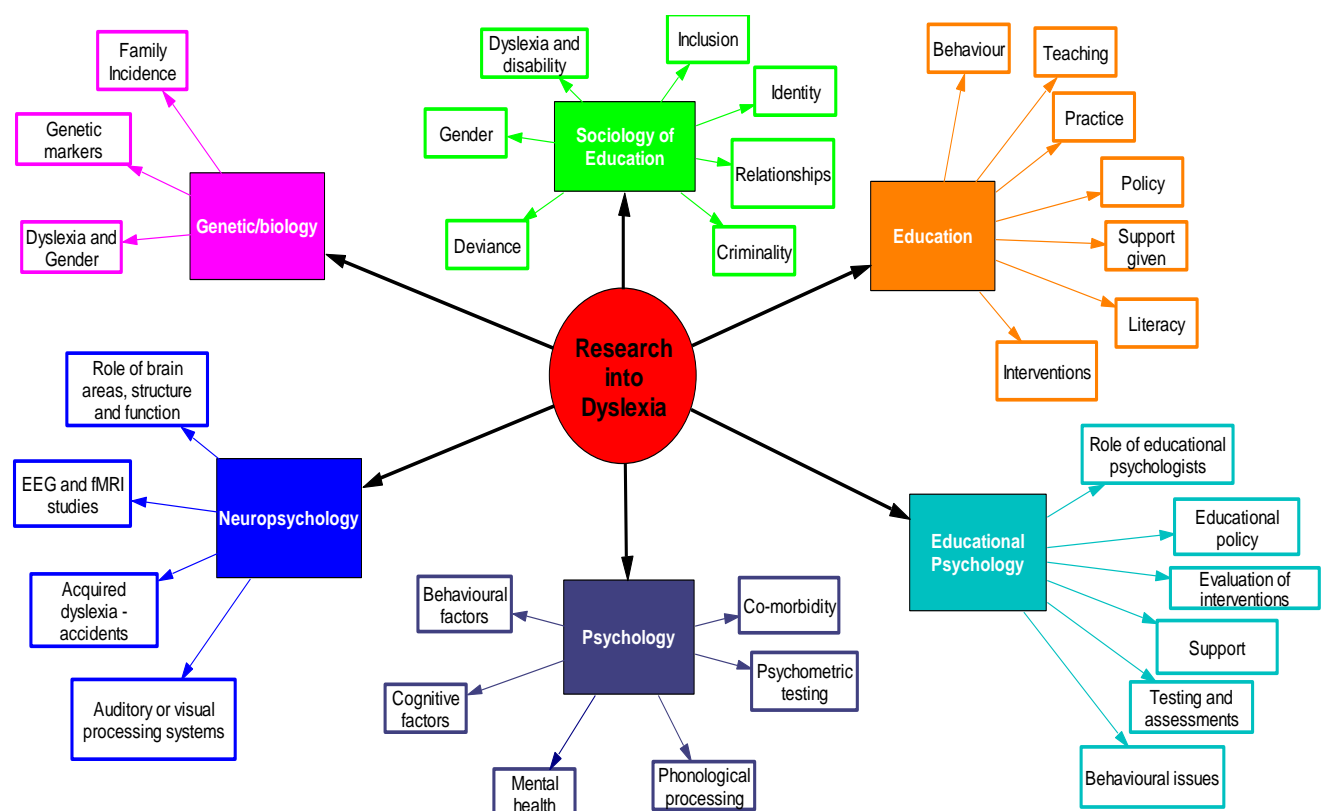 Family
Incidence
Genetic
markers
Dyslexia and
Gender
Genetic/biology
Dyslexia and
disability
Inclusion
Identity
Gender
Relationships
Deviance
Criminality
Sociology of
Education
Behaviour
Teaching
Practice
Policy
Support
given
Literacy
Interventions
Education
Research
into
Dyslexia
Role of brain
areas, structure
and function
EEG and fMRI
studies
Acquired
dyslexia -
accidents
Auditory or visual
processing systems
Neuropsychology
Behavioural
factors
Cognitive
factors
Mental
health
Phonological
processing
Psychometric
testing
Co-morbidity
Psychology
Role of educational
psychologists
Educational
policy
Evaluation of
interventions
Support
Testing and
assessments
Behavioural issues
Educational
Psychology